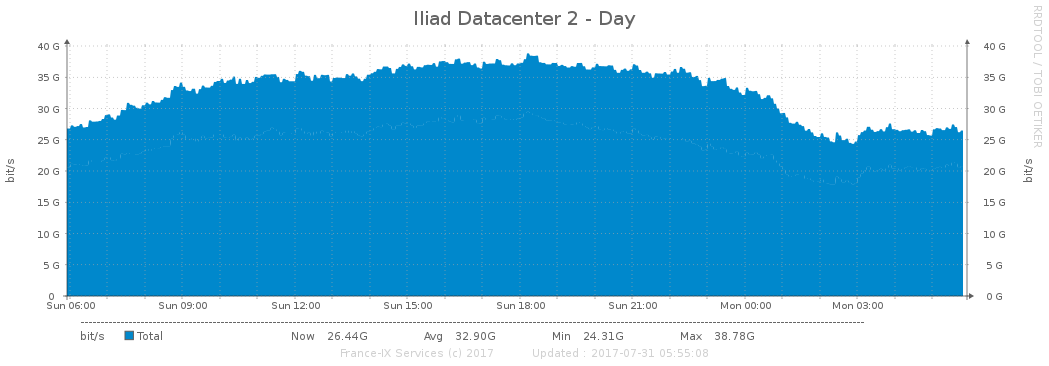 Iliad Datacenter 2 - Day
RRDTOOL / TOBI OETIKER
40 G 40 G
35 G 35 G
30 G 30 G
25 G 25 G
20 G 20 G
15 G 15 G
10 G 10 G
5 G 5 G
0 0 G
bit/s bit/s
Sun 06:00 Sun 09:00 Sun 12:00 Sun 15:00 Sun 18:00 Sun 21:00 Mon 00:00 Mon 03:00
bit/s Total Now 26.44G Avg 32.90G Min 24.31G Max 38.78G
France-IX Services (c) 2017 Updated : 2017-07-31 05:55:08